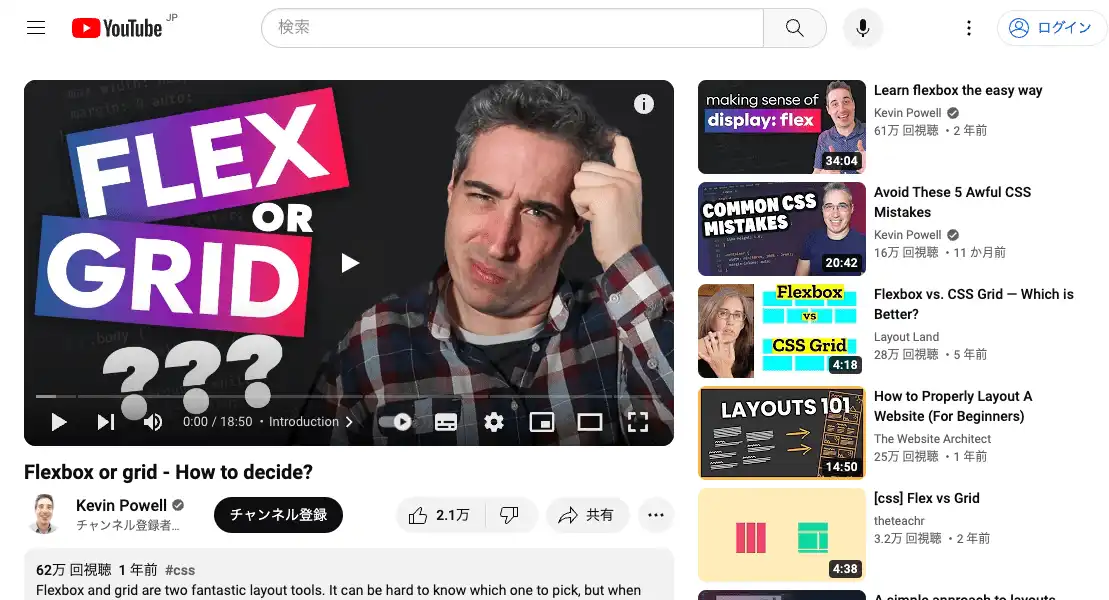 YouTube JP
検索
ログイン
FLEX
OR
GRID
???
0:00 / 18:50 • Introduction
Flexbox or grid - How to decide?
Kevin Powell
チャンネル登録者...
チャンネル登録
2.1万
共有
62万 回視聴 1 年前 #css
Flexbox and grid are two fantastic layout tools. It can be hard to know which one to pick, but when
making sense of
display: flex
34:04
Learn flexbox the easy way
Kevin Powell
61万 回視聴 • 2 年前
COMMON CSS
MISTAKES
20:42
Avoid These 5 Awful CSS
Mistakes
Kevin Powell
16万 回視聴 • 11 か月前
Flexbox
vs
CSS Grid
4:18
Flexbox vs. CSS Grid — Which is
Better?
Layout Land
28万 回視聴 • 5 年前
LAYOUTS 101
14:50
How to Properly Layout A
Website (For Beginners)
The Website Architect
25万 回視聴 • 1 年前
4:38
[css] Flex vs Grid
theteachr
3.2万 回視聴 • 2 年前
A simple approach to layouts